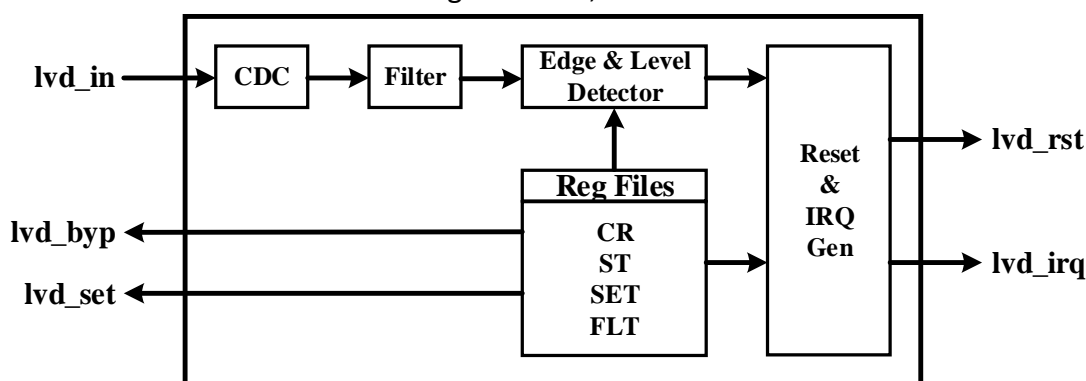 lvd_in
CDC
Filter
Edge & Level
Detector
Reg Files
CR
ST
SET
FLT
Reset
&
IRQ
Gen
lvd_byp
lvd_set
lvd_rst
lvd_irq